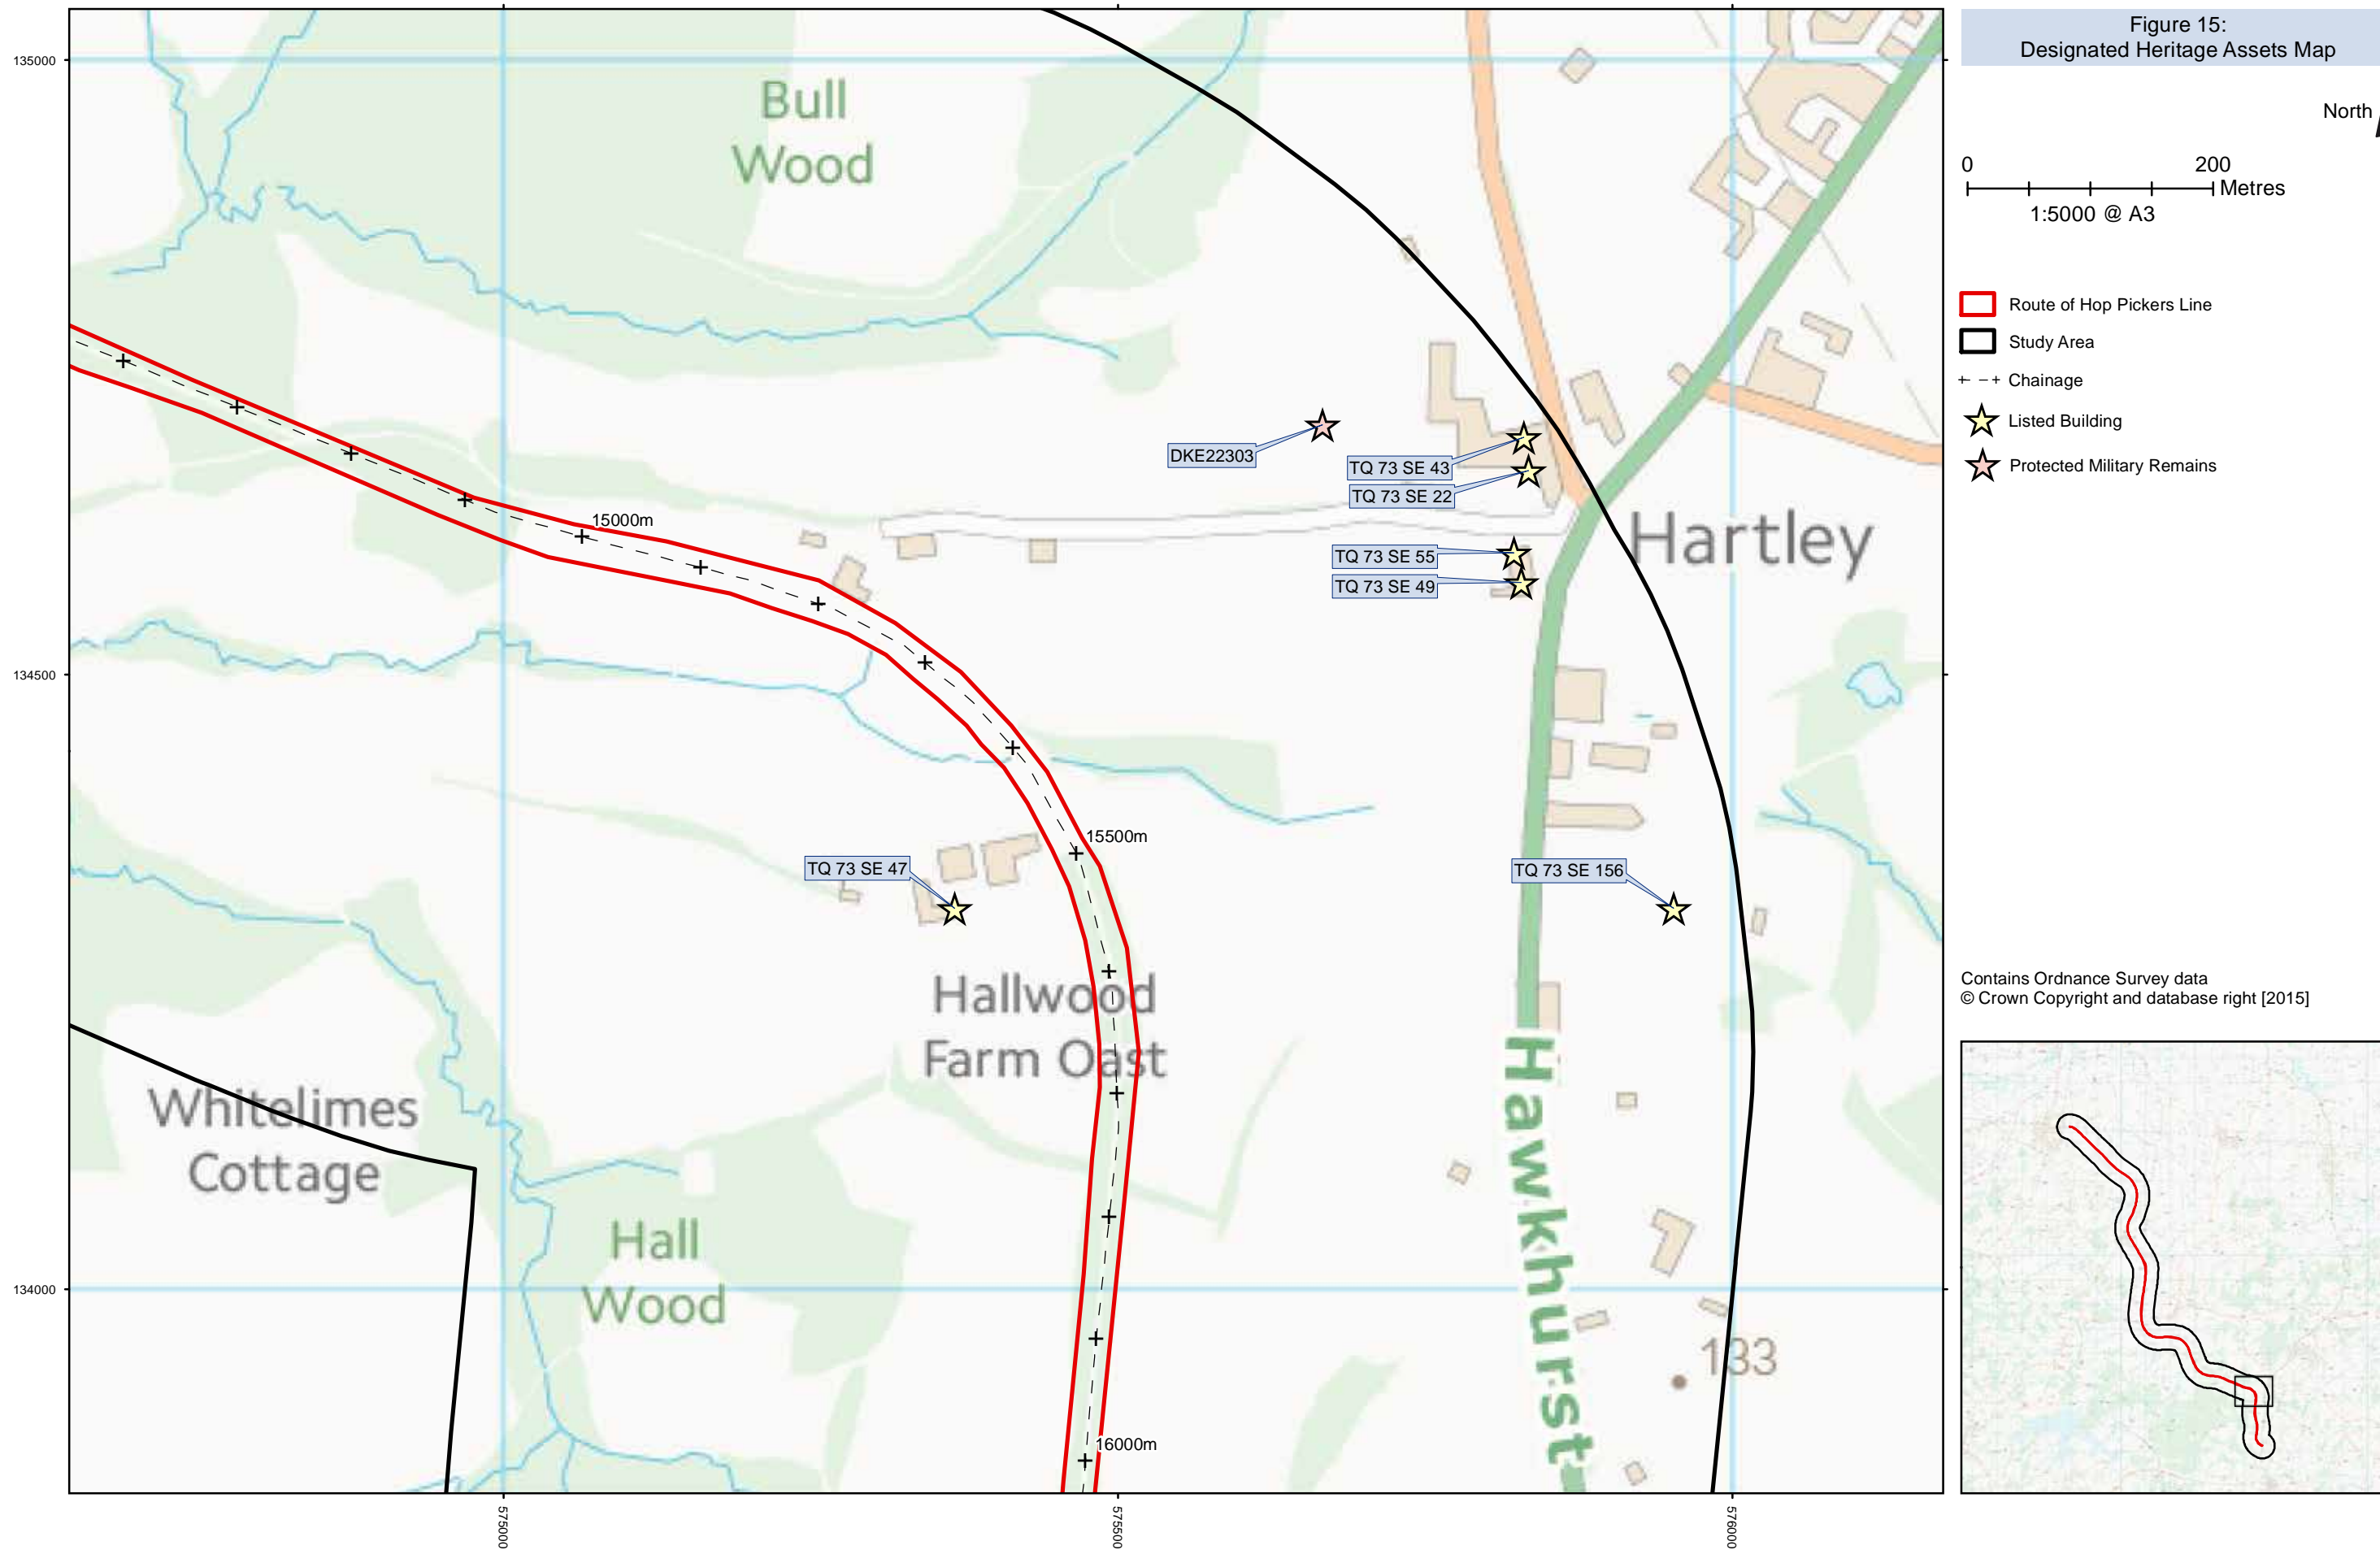 Figure 15:
Designated Heritage Assets Map
North
0 200
Metres
1:5000 @ A3
Route of Hop Pickers Line
Study Area
Chainage
Listed Building
Protected Military Remains
Contains Ordnance Survey data
© Crown Copyright and database right [2015]
135000
134500
134000
575000
575500
576000
Bull
Wood
DKE22303
TQ 73 SE 43
TQ 73 SE 22
15000m
Hartley
TQ 73 SE 55
TQ 73 SE 49
15500m
TQ 73 SE 47
TQ 73 SE 156
Hallwood
Farm Oast
Whitelimes
Cottage
Hall
Wood
Hawkhurst
133
16000m